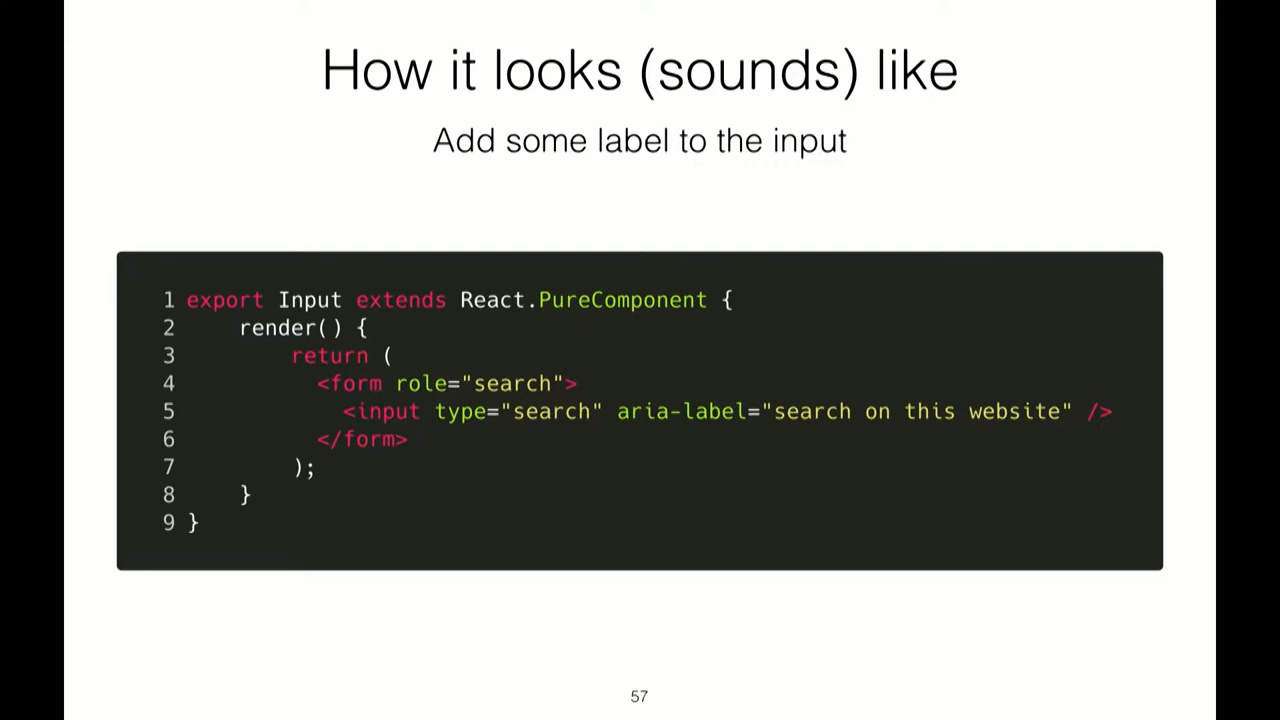 How it looks (sounds) like
Add some label to the input
1 export Input extends React.PureComponent {
2     render() {
3         return (
4           <form role="search">
5             <input type="search" aria-label="search on this website" />
6           </form>
7         );
8     }
9 }
57